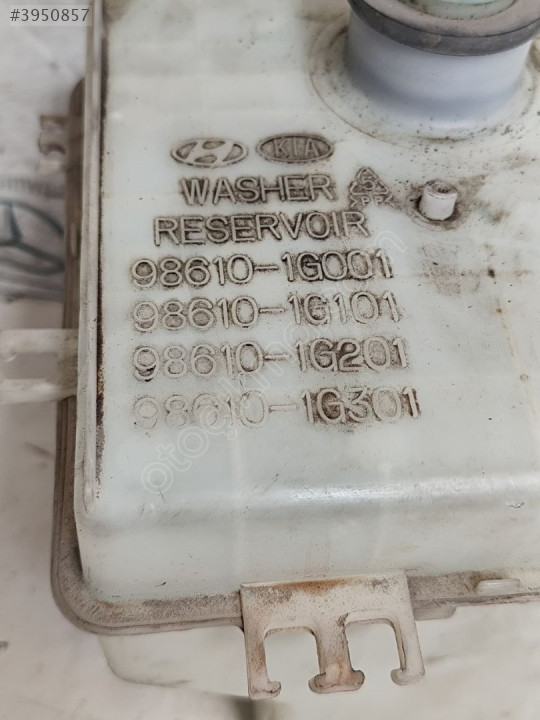 #3950857
KIA
WASHER
PP
RESERVOIR
98610-1G001
98610-1G101
98610-1G201
98610-1G301